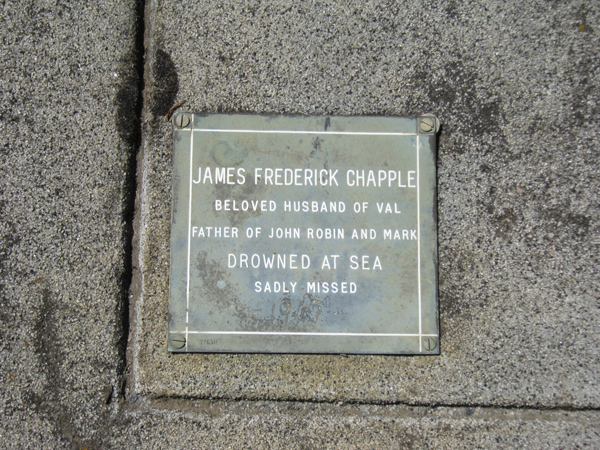 JAMES FREDERICK CHAPPLE
BELOVED HUSBAND OF VAL
FATHER OF JOHN ROBIN AND MARK
DROWNED AT SEA
SADLY MISSED